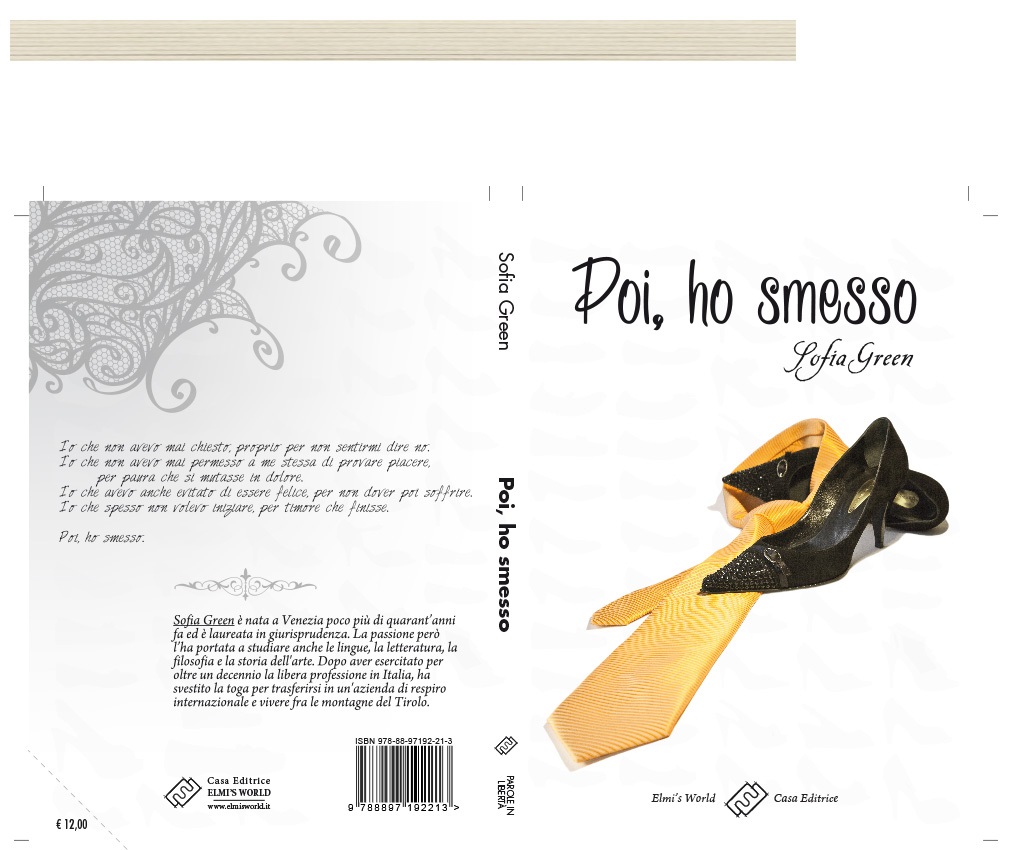 Io che non avevo mai chiesto, proprio per non sentirmi dire no.
Io che non avevo mai permesso a me stessa di provare piacere,
per paura che si mutasse in dolore.
Io che avevo anche evitato di essere felice, per non dover poi soffrire.
Io che spesso non volevo iniziare, per timore che finisse.
Poi, ho smesso.
Sofia Green è nata a Venezia poco più di quarant'anni
fa ed è laureata in giurisprudenza. La passione però
l'ha portata a studiare anche le lingue, la letteratura, la
filosofia e la storia dell'arte. Dopo aver esercitato per
oltre un decennio la libera professione in Italia, ha
svestito la toga per trasferirsi in un'azienda di respiro
internazionale e vivere fra le montagne del Tirolo.
Casa Editrice
ELMI'S WORLD
www.elmisworld.it
ISBN 978-88-97192-21-3
9 788897 192213 >
€ 12,00
Sofia Green
Poi, ho smesso
PAROLE IN
LIBERTÀ
Poi, ho smesso
Sofia Green
Elmi's World Casa Editrice